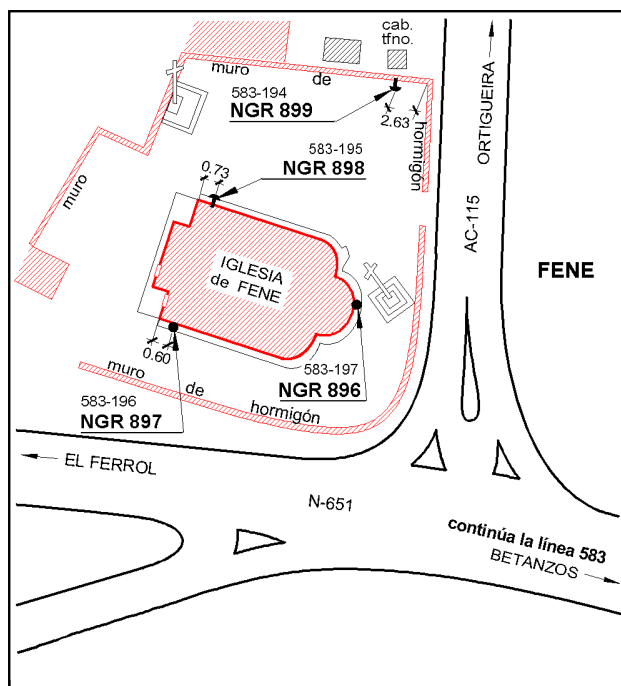 cab.
tfno.
muro
de
583-194
NGR 899
2.63
hormigón
ORTIGUEIRA
583-195
NGR 898
0.73
muro
AC-115
IGLESIA
de FENE
FENE
0.60
muro
de
hormigón
583-197
NGR 896
583-196
NGR 897
EL FERROL
N-651
continúa la línea 583
BETANZOS